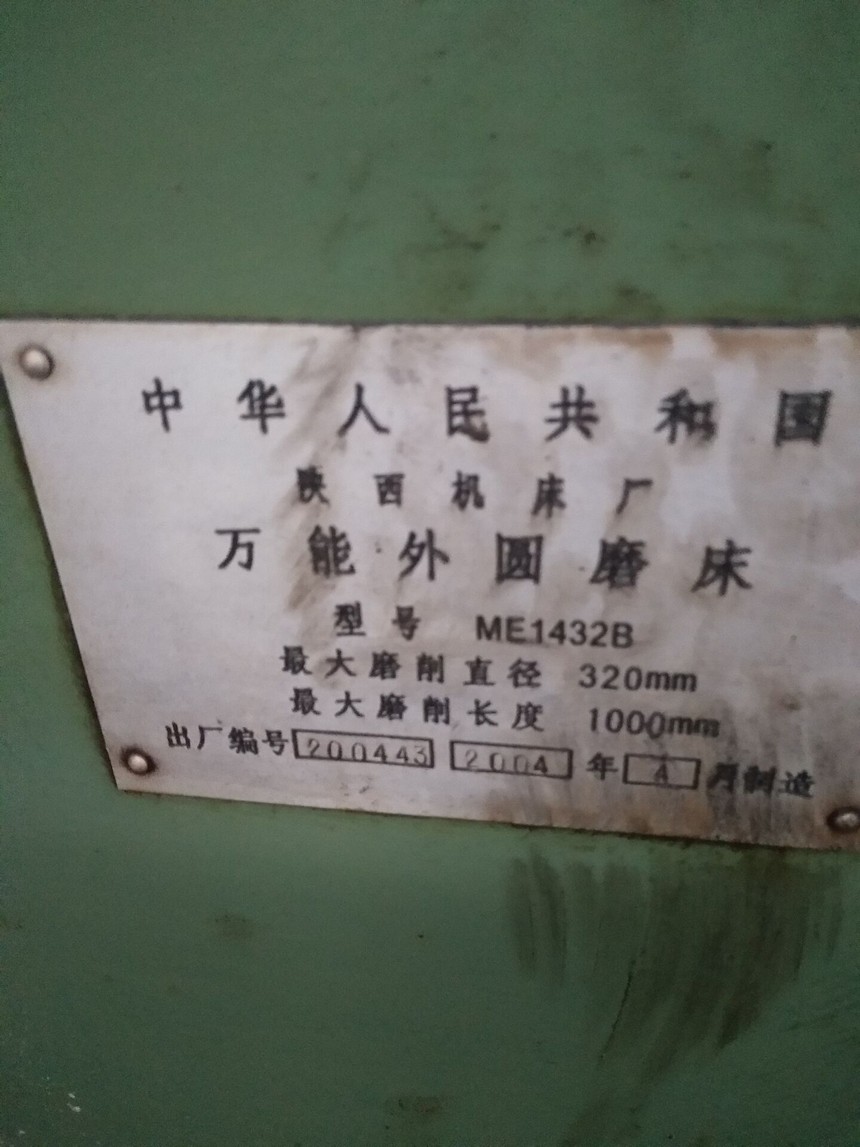 中华人民共和国
陕西机床厂
万能外圆磨床
型号 ME1432B
最大磨削直径 320mm
最大磨削长度 1000mm
出厂编号 200443 2004 年 4 月制造